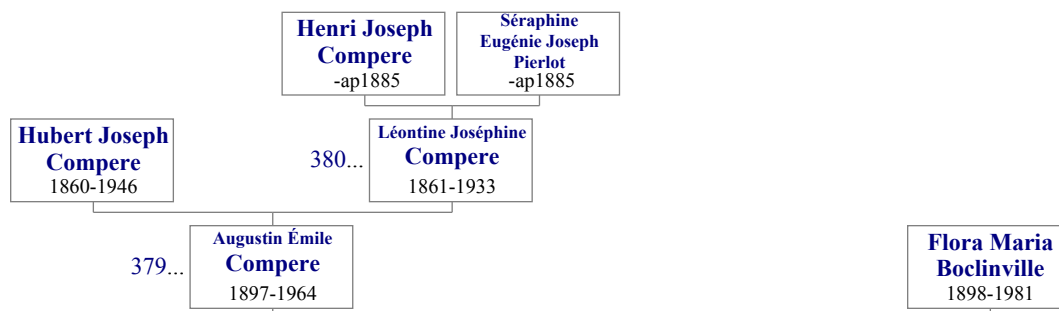 Henri Joseph
Compere
-ap1885
Séraphine
Eugénie Joseph
Pierlot
-ap1885
Hubert Joseph
Compere
1860-1946
380...
Léontine Joséphine
Compere
1861-1933
379...
Augustin Émile
Compere
1897-1964
Flora Maria
Boclinville
1898-1981